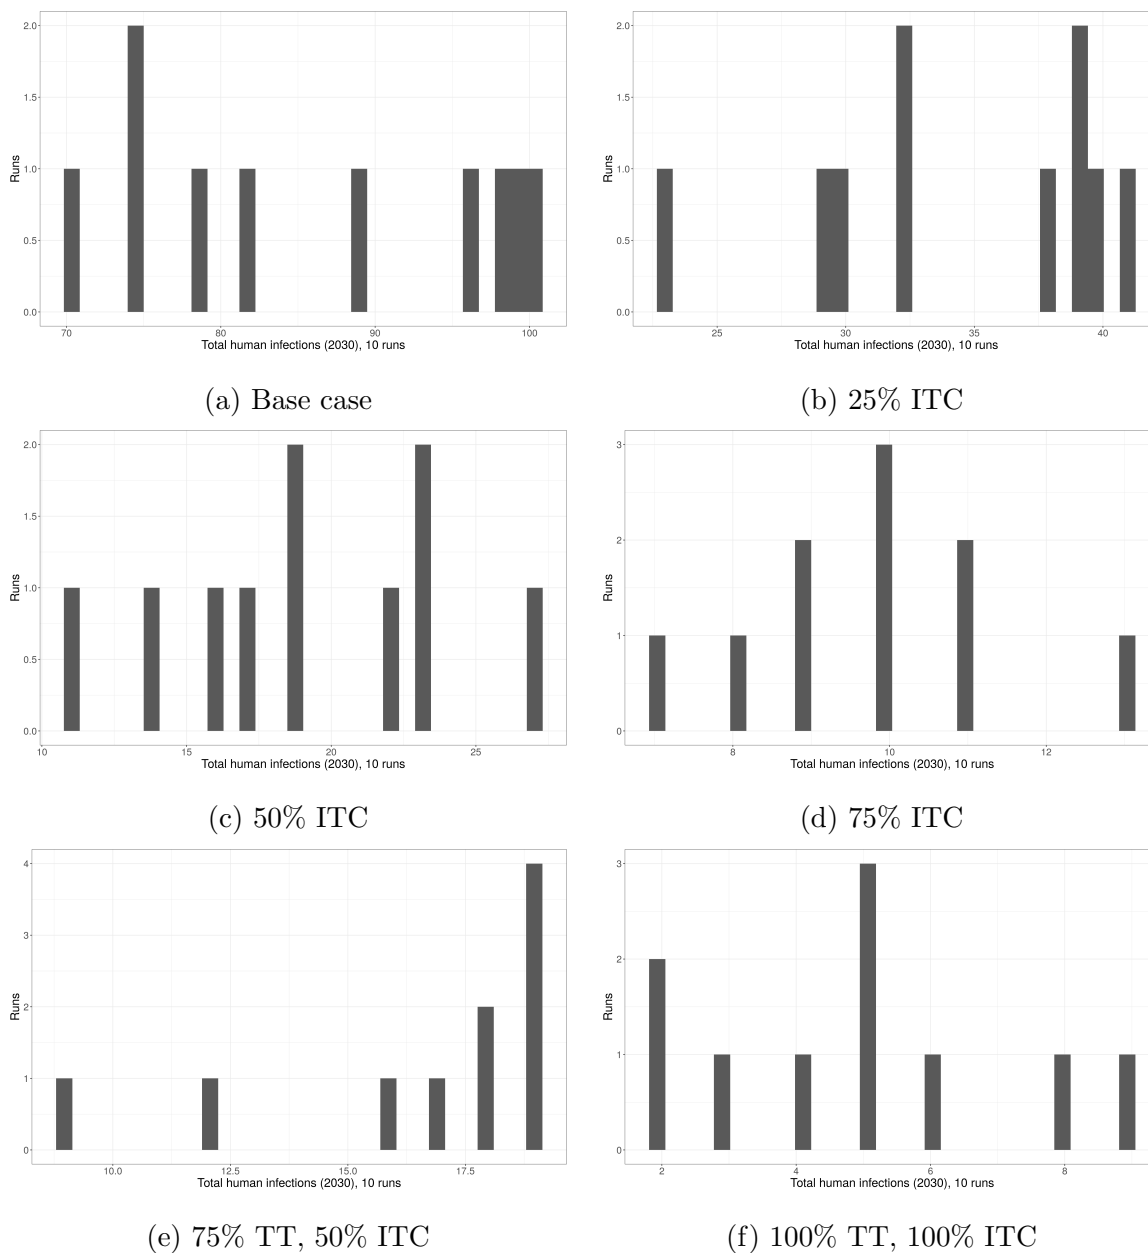 2.0
1.5
1.0
0.5
0.0
Runs
70 80 90 100
Total human infections (2030), 10 runs
(a) Base case
2.0
1.5
1.0
0.5
0.0
Runs
25 30 35 40
Total human infections (2030), 10 runs
(b) 25% ITC
2.0
1.5
1.0
0.5
0.0
Runs
10 15 20 25
Total human infections (2030), 10 runs
(c) 50% ITC
3
2
1
0
Runs
8 10 12
Total human infections (2030), 10 runs
(d) 75% ITC
4
3
2
1
0
Runs
10.0 12.5 15.0 17.5
Total human infections (2030), 10 runs
(e) 75% TT, 50% ITC
3
2
1
0
Runs
2 4 6 8
Total human infections (2030), 10 runs
(f) 100% TT, 100% ITC